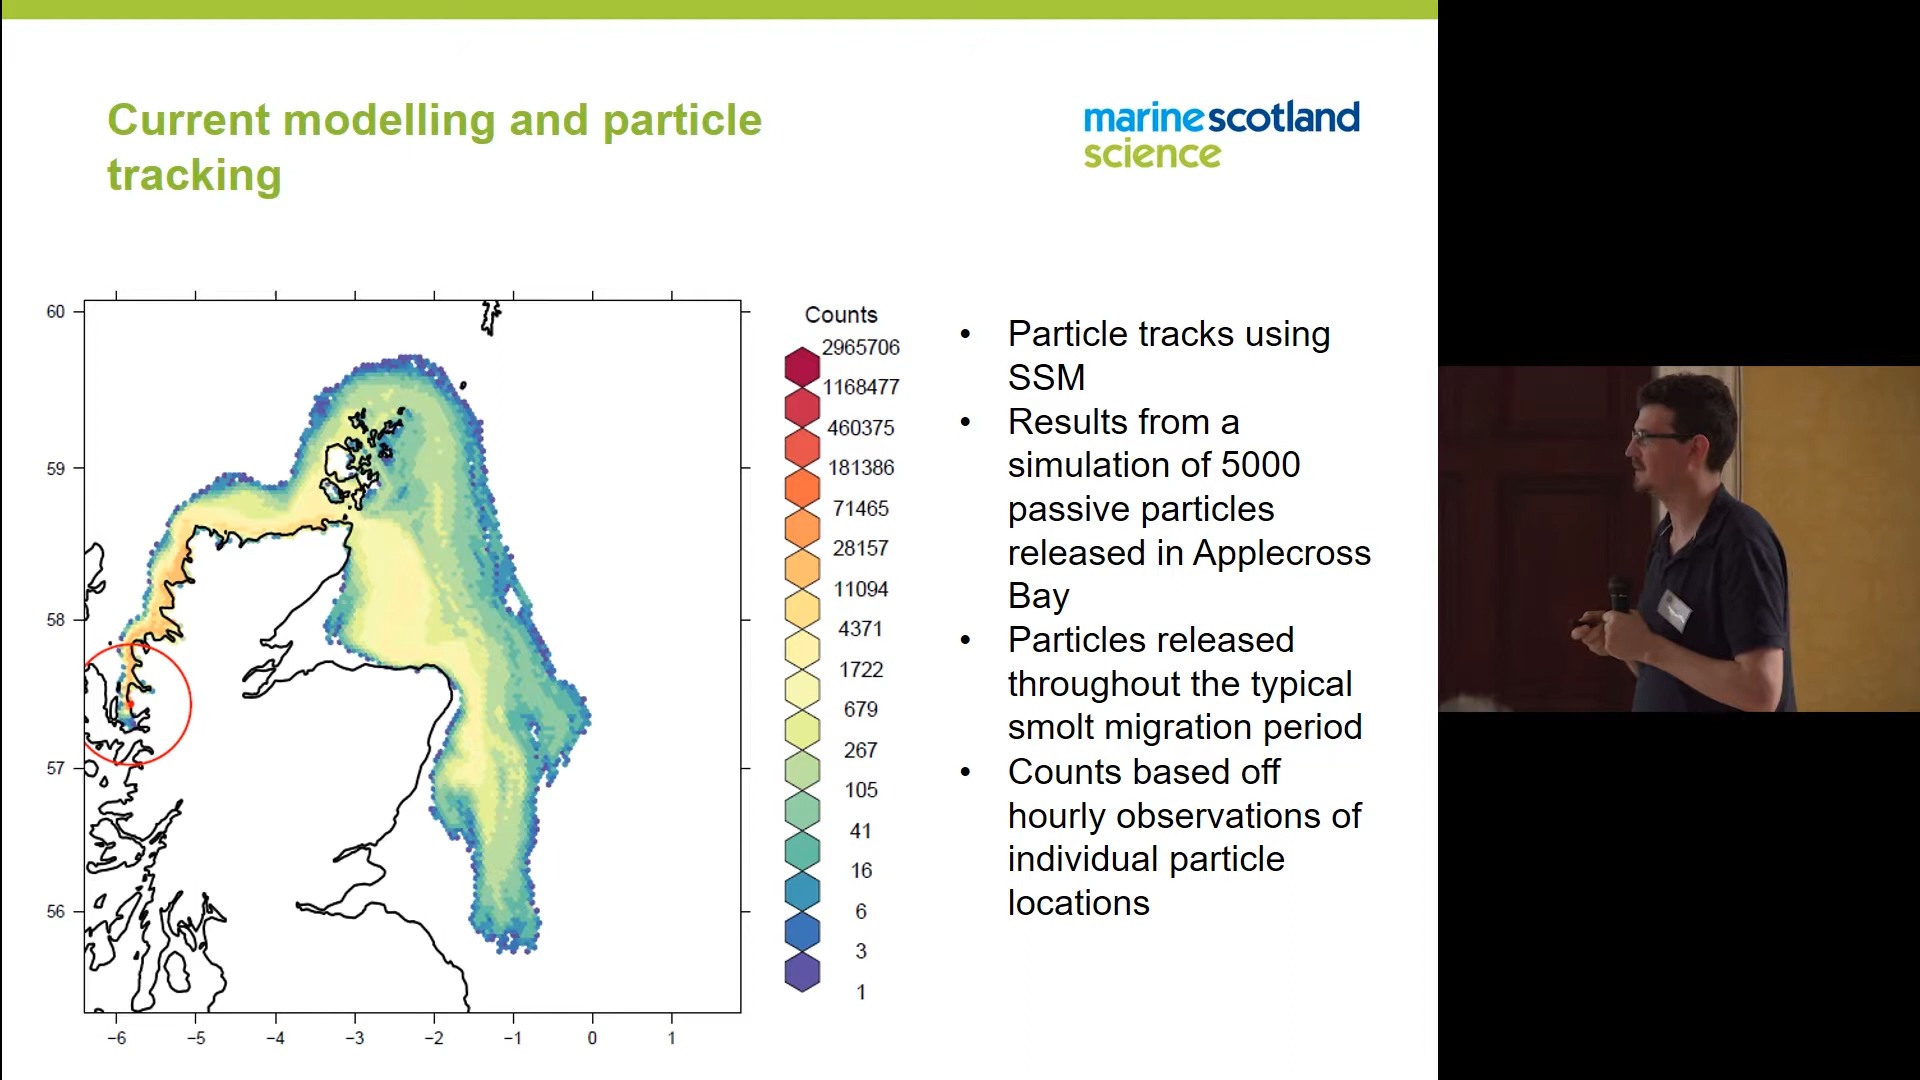 Current modelling and particle
tracking
marinescotland
science
60
59
58
57
56
−6
−5
−4
−3
−2
−1
0
1
Counts
2965706
1168477
460375
181386
71465
28157
11094
4371
1722
679
267
105
41
16
6
3
1
• Particle tracks using
SSM
• Results from a
simulation of 5000
passive particles
released in Applecross
Bay
• Particles released
throughout the typical
smolt migration period
• Counts based off
hourly observations of
individual particle
locations